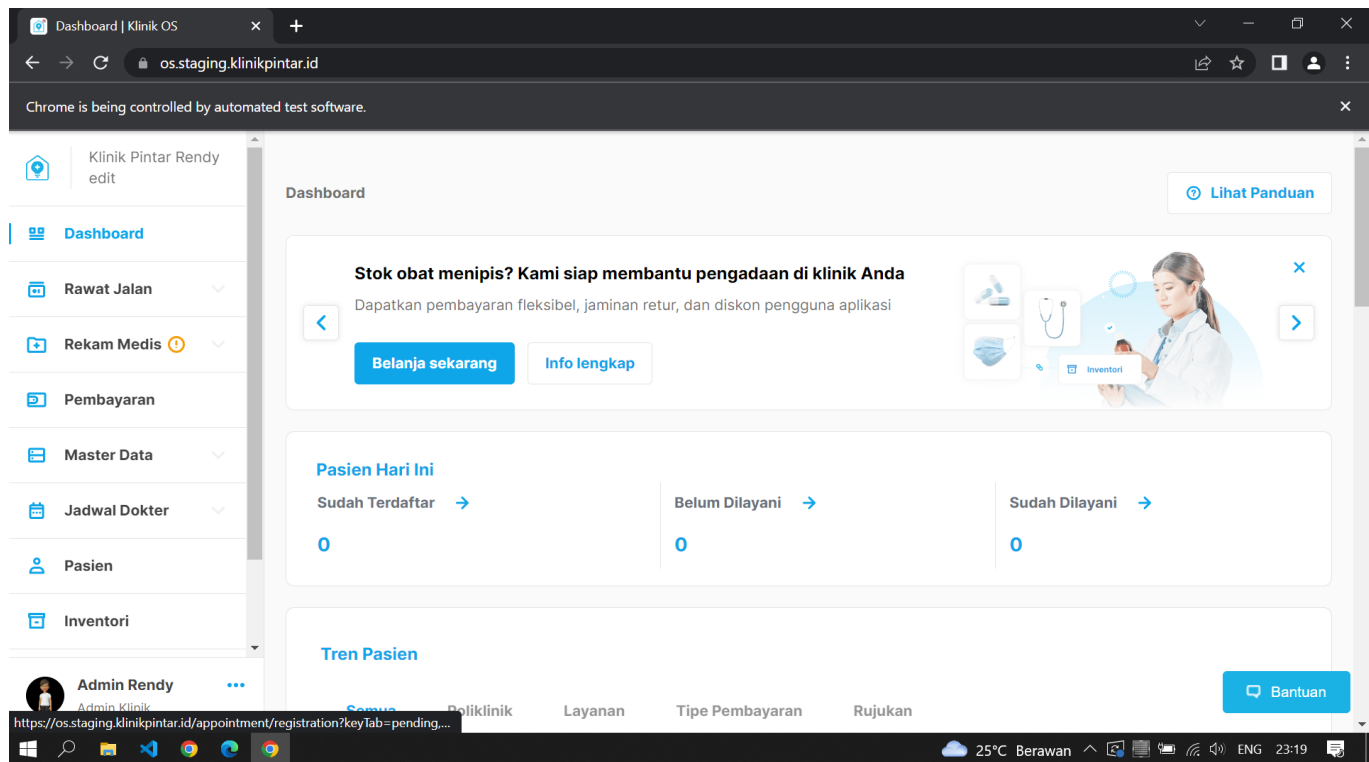 Dashboard | Klinik OS
os.staging.klinikpintar.id
Chrome is being controlled by automated test software.
Klinik Pintar Rendy
edit
Dashboard
Rawat Jalan
Rekam Medis
Pembayaran
Master Data
Jadwal Dokter
Pasien
Inventori
Admin Rendy
Admin Klinik
Dashboard
Lihat Panduan
Stok obat menipis? Kami siap membantu pengadaan di klinik Anda
Dapatkan pembayaran fleksibel, jaminan retur, dan diskon pengguna aplikasi
Belanja sekarang
Info lengkap
Inventori
Pasien Hari Ini
Sudah Terdaftar
0
Belum Dilayani
0
Sudah Dilayani
0
Tren Pasien
Semua Poliklinik Layanan Tipe Pembayaran Rujukan
Bantuan
https://os.staging.klinikpintar.id/appointment/registration?keyTab=pending,...
25°C Berawan ENG 23:19